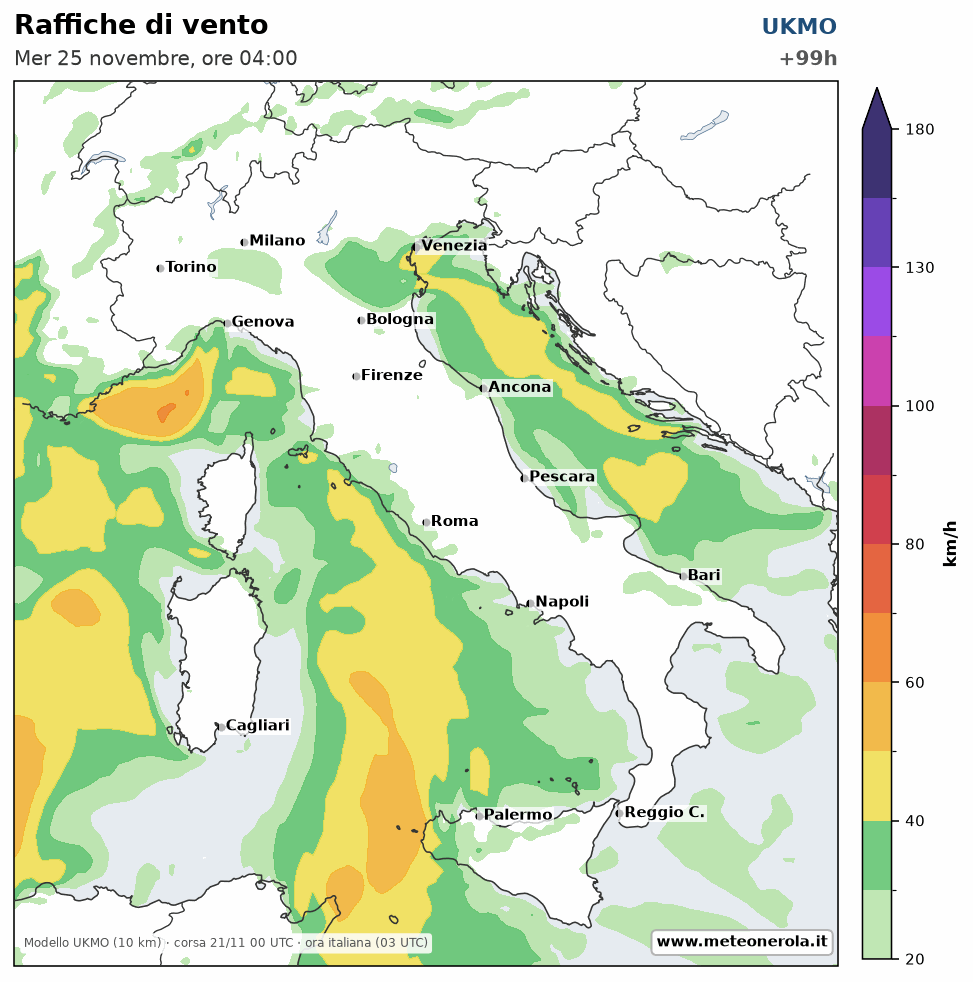 Raffiche di vento
UKMO
Mer 25 novembre, ore 04:00
+99h
180
Milano
Venezia
Torino
130
Genova
Bologna
Firenze
Ancona
100
Pescara
Roma
km/h
80
Bari
Napoli
60
Cagliari
Palermo
Reggio C.
40
Modello UKMO (10 km) · corsa 21/11 00 UTC · ora italiana (03 UTC)
www.meteonerola.it
20